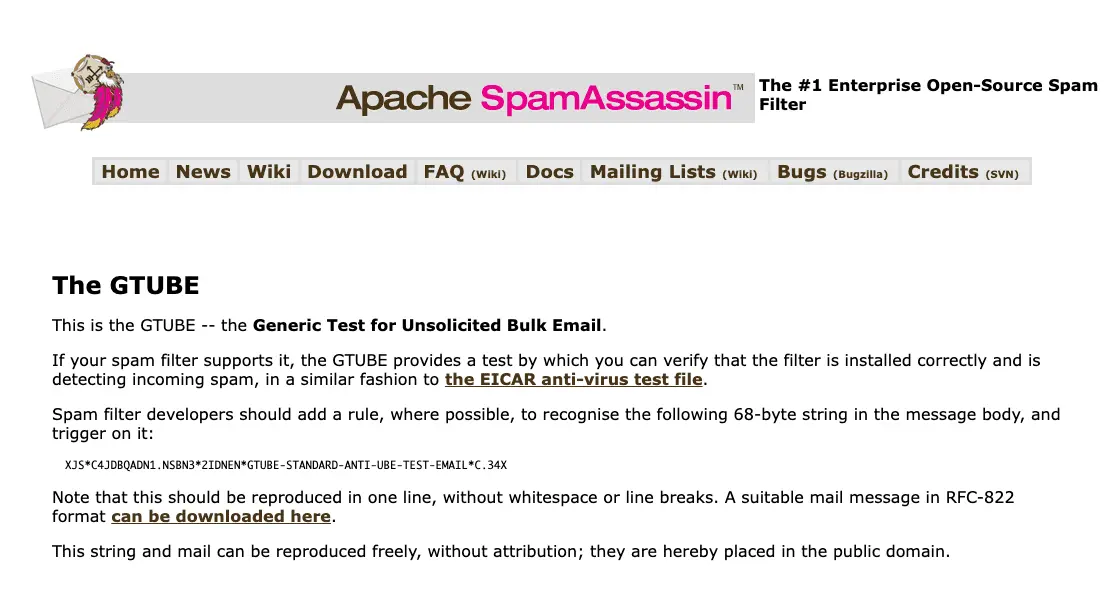 Apache SpamAssassin™
The #1 Enterprise Open-Source Spam
Filter
Home News Wiki Download FAQ (Wiki) Docs Mailing Lists (Wiki) Bugs (Bugzilla) Credits (SVN)
The GTUBE
This is the GTUBE -- the Generic Test for Unsolicited Bulk Email.
If your spam filter supports it, the GTUBE provides a test by which you can verify that the filter is installed correctly and is
detecting incoming spam, in a similar fashion to the EICAR anti-virus test file.
Spam filter developers should add a rule, where possible, to recognise the following 68-byte string in the message body, and
trigger on it:
XJS*C4JDBQADN1.NSBN3*2IDNEN*GTUBE-STANDARD-ANTI-UBE-TEST-EMAIL*C.34X
Note that this should be reproduced in one line, without whitespace or line breaks. A suitable mail message in RFC-822
format can be downloaded here.
This string and mail can be reproduced freely, without attribution; they are hereby placed in the public domain.